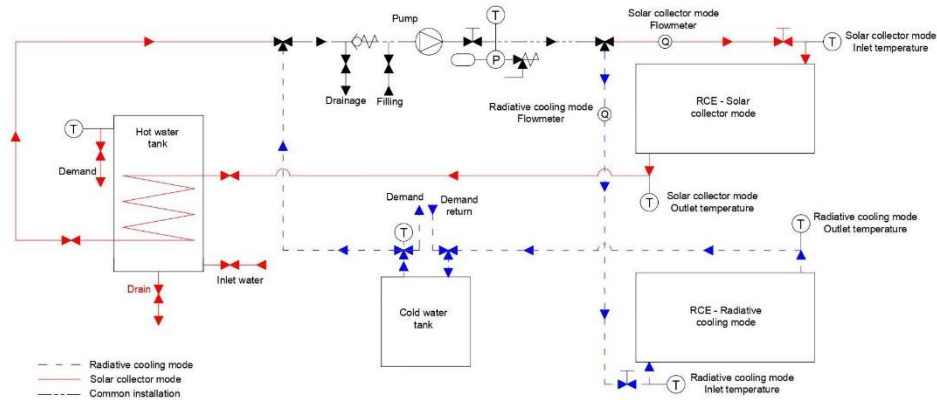 Pump
T
Solar collector mode
Flowmeter
Q
T
Solar collector mode
Inlet temperature
P
Drainage
Filling
Radiative cooling mode
Flowmeter
Q
RCE - Solar
collector mode
T
Hot water
tank
Demand
Demand
Demand
return
T
Solar collector mode
Outlet temperature
T
Radiative cooling mode
Outlet temperature
T
Inlet water
Drain
Cold water
tank
RCE - Radiative
cooling mode
Radiative cooling mode
Solar collector mode
Common installation
T
Radiative cooling mode
Inlet temperature